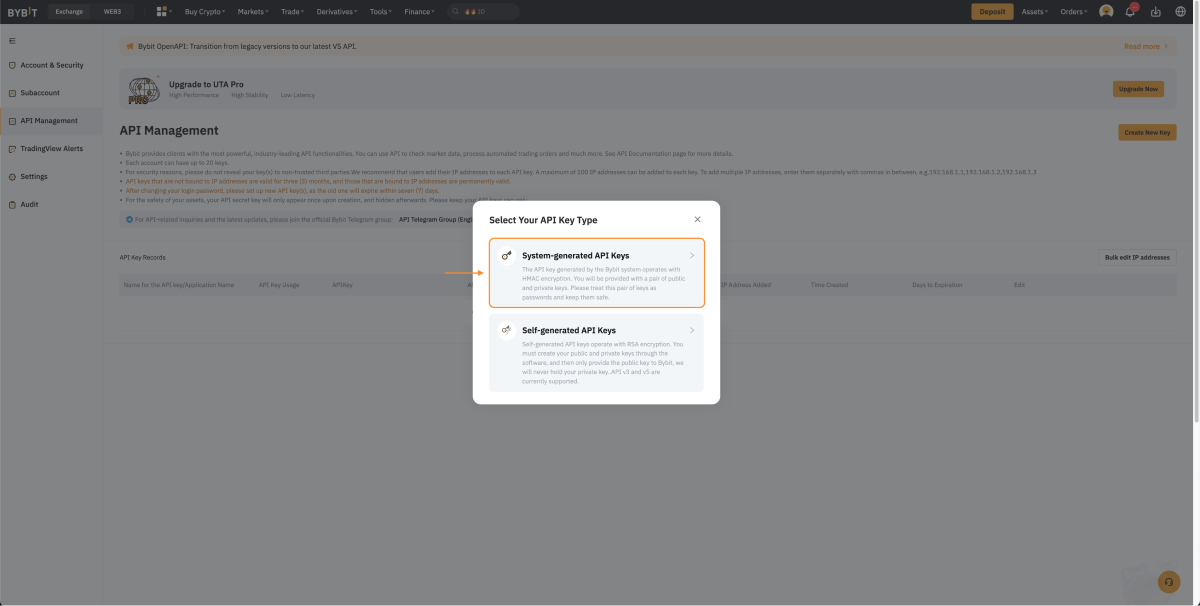 BYBIT Exchange WEB3 Buy Crypto Markets Trade Derivatives Tools Finance Deposit Assets Orders
Bybit OpenAPI: Transition from legacy versions to our latest V5 API. Read more
Account & Security
Subaccount
API Management
TradingView Alerts
Settings
Audit
PRO
Upgrade to UTA Pro
High Performance High Stability Low Latency
Upgrade Now
API Management
Create New Key
• Bybit provides clients with the most powerful, industry-leading API functionalities. You can use API to check market data, process automated trading orders and much more. See API Documentation page for more details.
• Each account can have up to 20 keys.
• For security reasons, please do not reveal your key(s) to non-trusted third parties.We recommend that users add their IP addresses to each API key. A maximum of 100 IP addresses can be added to each key. To add multiple IP addresses, enter them separately with commas in between, e.g.192.168.1.1,192.168.1.2,192.168.1.3
• API keys that are not bound to IP addresses are valid for three (3) months, and those that are bound to IP addresses are permanently valid.
• After changing your login password, please set up new API key(s), as the old one will expire within seven (7) days.
• For the safety of your assets, your API secret key will only appear once upon creation, and hidden afterwards. Please keep your
For API-related inquiries and the latest updates, please join the official Bybit Telegram group: API Telegram Group (Engl
API Key Records
Bulk edit IP addresses
Name for the API key/Application Name API Key Usage APIKey IP Address Added Time Created Days to Expiration Edit
Select Your API Key Type
System-generated API Keys
The API key generated by the Bybit system operates with
HMAC encryption. You will be provided with a pair of public
and private keys. Please treat this pair of keys as
passwords and keep them safe.
Self-generated API Keys
Self-generated API keys operate with RSA encryption. You
must create your public and private keys through the
software, and then only provide the public key to Bybit, we
will never hold your private key..API v3 and v5 are
currently supported.